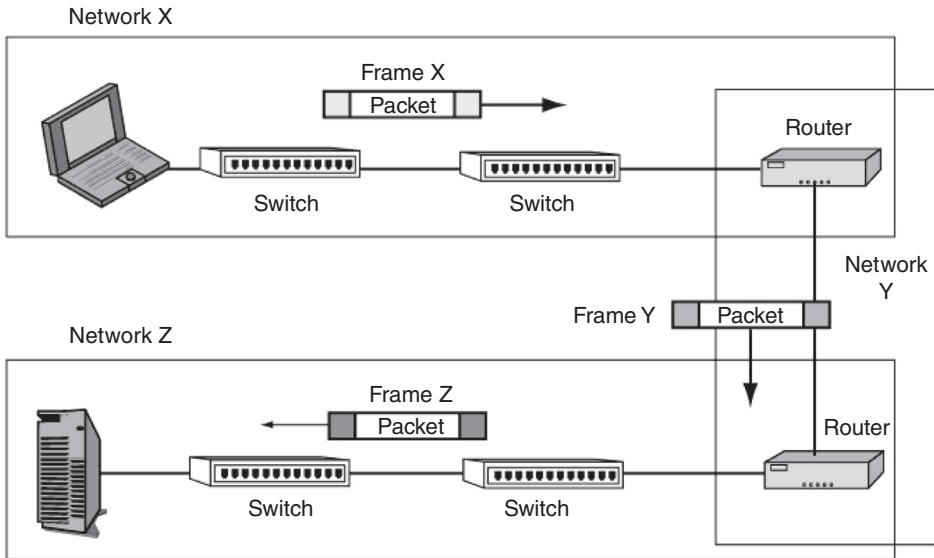 Network X
Frame X
Packet
Router
Switch
Switch
Network
Y
Frame Y
Packet
Network Z
Frame Z
Packet
Router
Switch
Switch